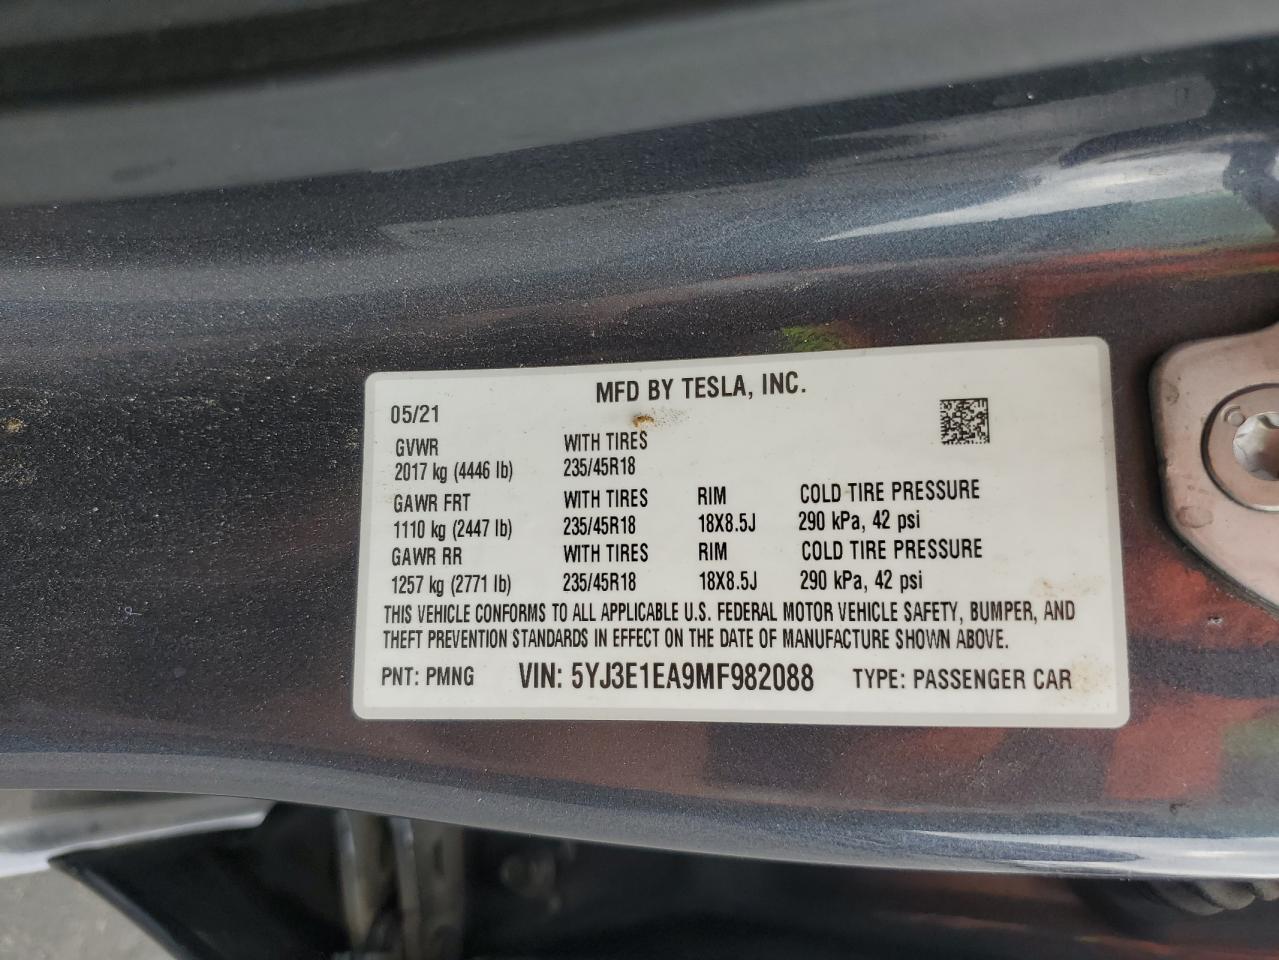 MFD BY TESLA, INC.
05/21
GVWR WITH TIRES
2017 kg (4446 lb) 235/45R18
GAWR FRT WITH TIRES RIM COLD TIRE PRESSURE
1110 kg (2447 lb) 235/45R18 18X8.5J 290 kPa, 42 psi
GAWR RR WITH TIRES RIM COLD TIRE PRESSURE
1257 kg (2771 lb) 235/45R18 18X8.5J 290 kPa, 42 psi
THIS VEHICLE CONFORMS TO ALL APPLICABLE U.S. FEDERAL MOTOR VEHICLE SAFETY, BUMPER, AND
THEFT PREVENTION STANDARDS IN EFFECT ON THE DATE OF MANUFACTURE SHOWN ABOVE.
PNT: PMNG VIN: 5YJ3E1EA9MF982088 TYPE: PASSENGER CAR